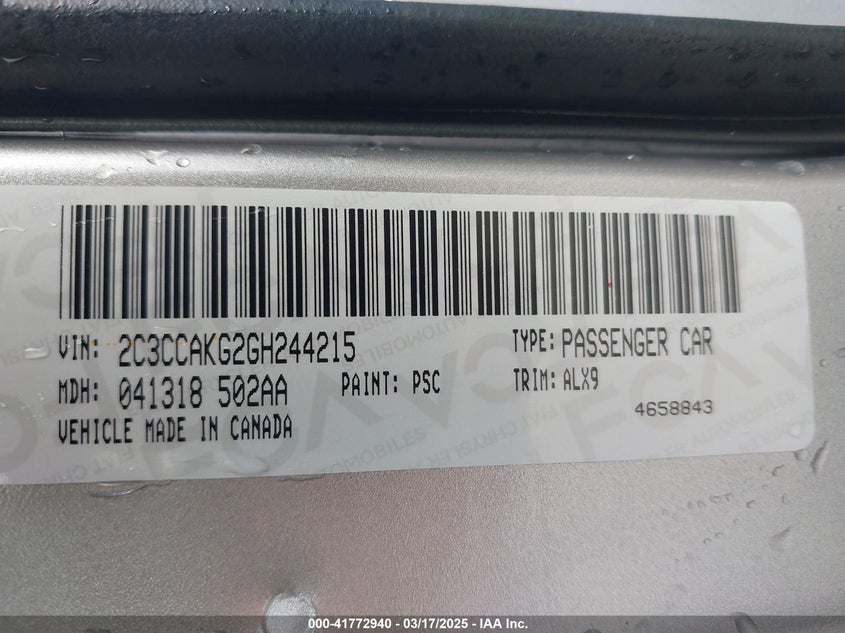 VIN: 2C3CCAKG2GH244215
TYPE: PASSENGER CAR
MDH: 041318 502AA
PAINT: PSC
TRIM: ALX9
4658843
VEHICLE MADE IN CANADA
000-41772940 - 03/17/2025 - IAA Inc.